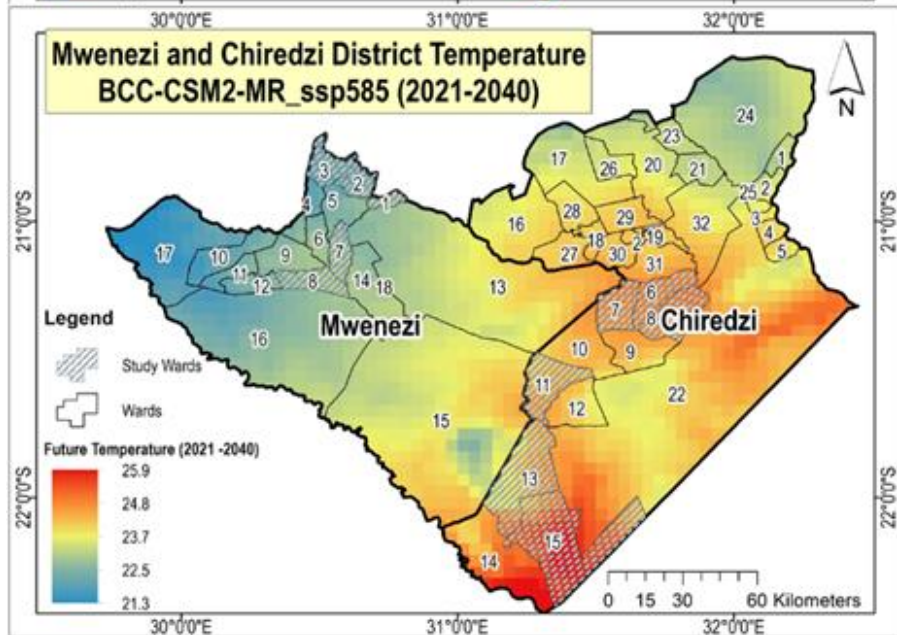 30°0'0"E 31°0'0"E 32°0'0"E
Mwenezi and Chiredzi District Temperature
BCC-CSM2-MR_ssp585 (2021-2040)
N
24
23
3 17 26 20 21 1
2
4 5 1 25 2
16 28 29 32 3
21°0'0"S 21°0'0"S
17 10 9 6 7 27 18 30 2 19 4
11 14 13 31 5
12 8 18 6
Legend Mwenezi 7 8 Chiredzi
16 10 9
Study Wards
11
Wards 15 12 22
Future Temperature (2021 -2040)
25.9 13
22°0'0"S 22°0'0"S
24.8
23.7 14 15
22.5
21.3
0 15 30 60 Kilometers
30°0'0"E 31°0'0"E 32°0'0"E